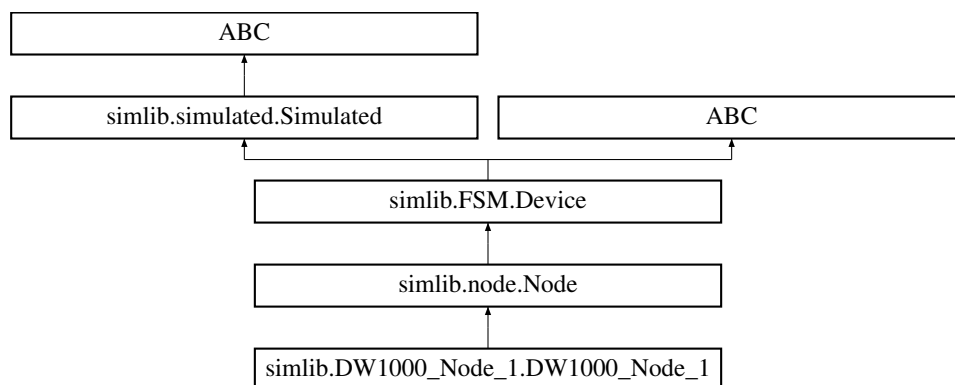 ABC
simlib.simulated.Simulated
ABC
simlib.FSM.Device
simlib.node.Node
simlib.DW1000_Node_1.DW1000_Node_1